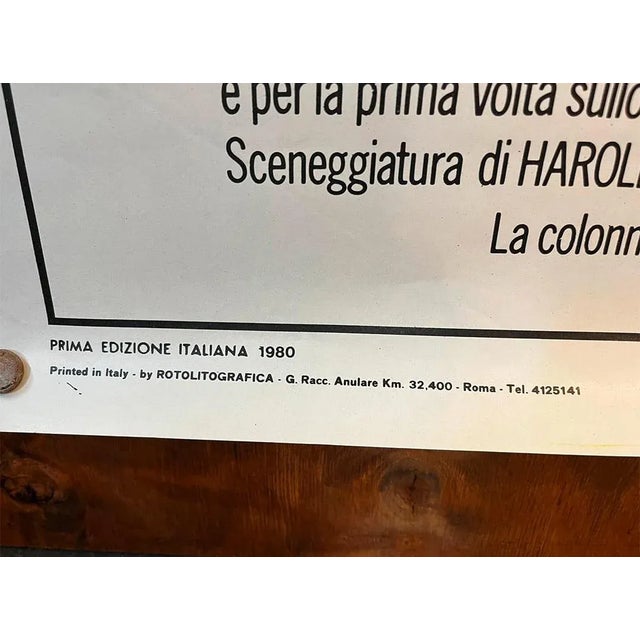 e per la prima volta sullo
Sceneggiatura di HAROL
La colonn
PRIMA EDIZIONE ITALIANA 1980
Printed in Italy - by ROTOLITOGRAFICA - G. Racc. Anulare Km. 32,400 - Roma - Tel. 4125141